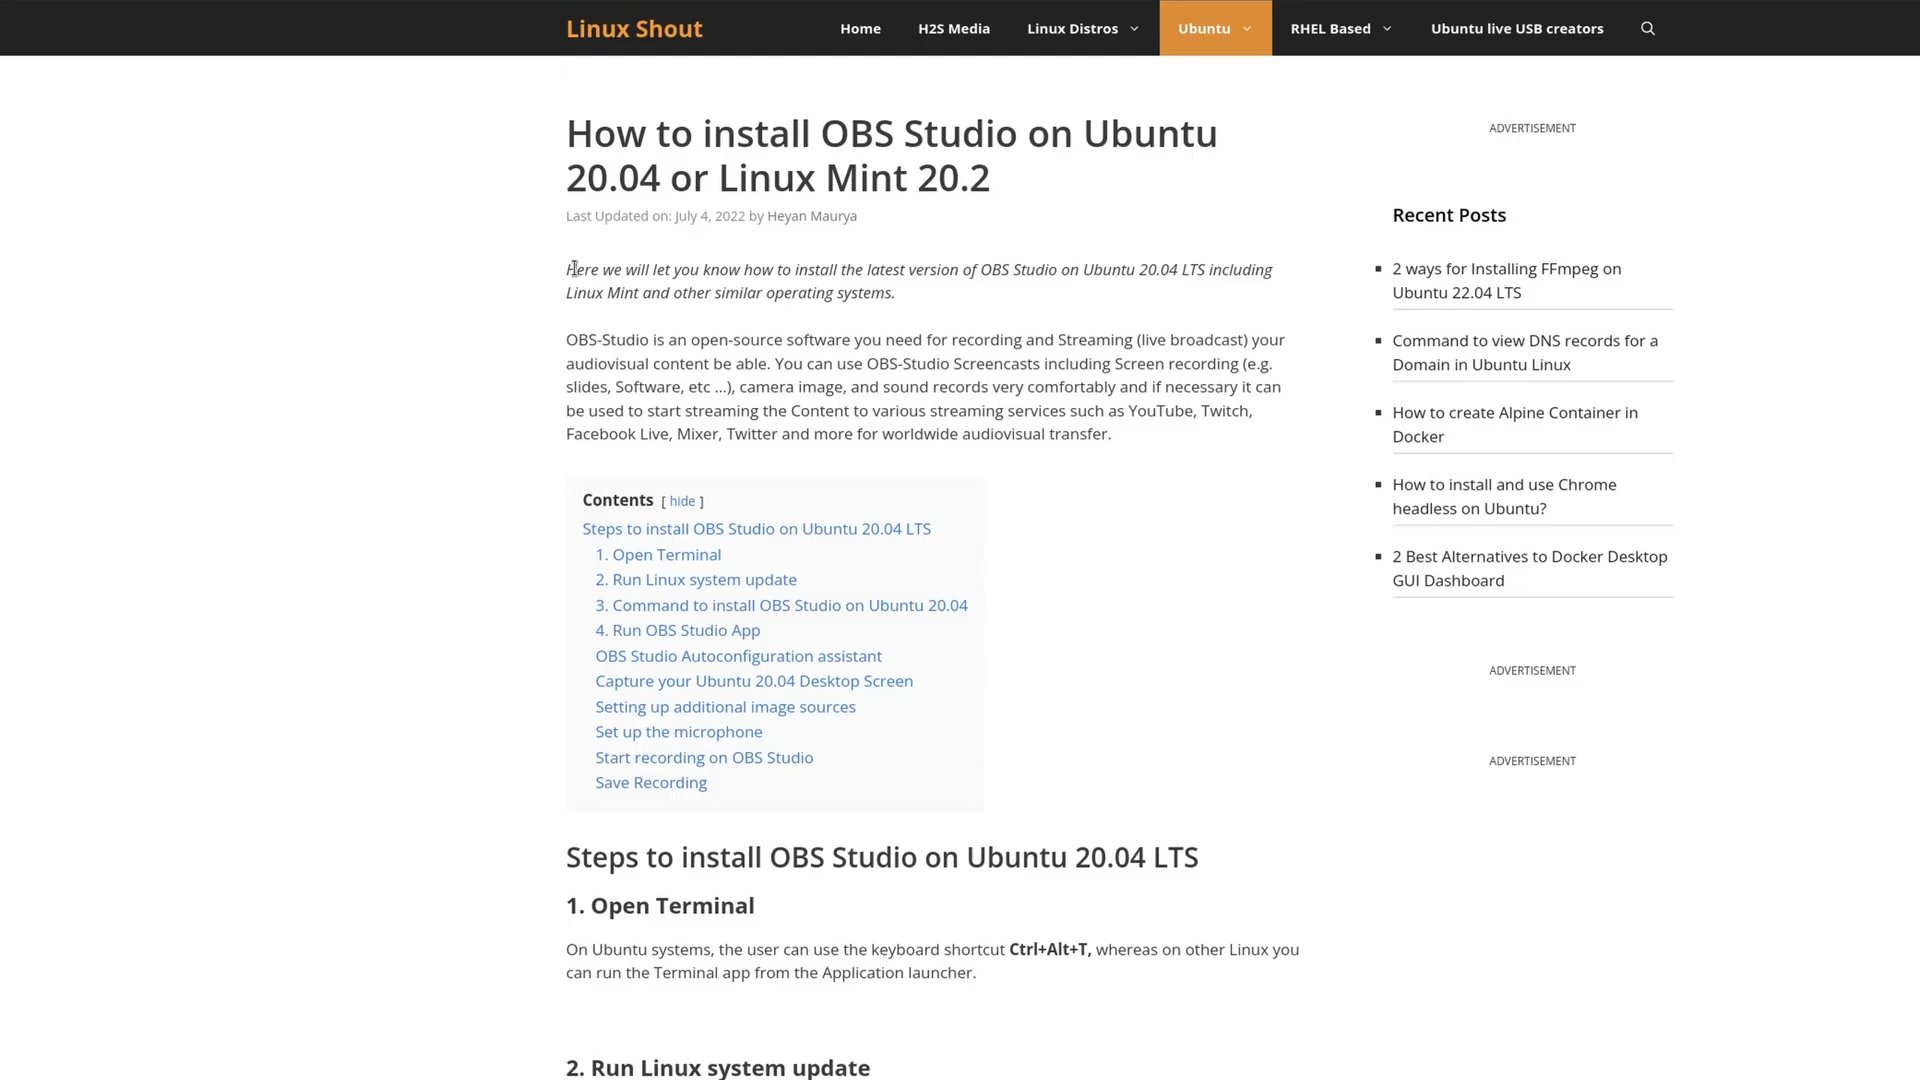 Linux Shout
Home
H2S Media
Linux Distros
Ubuntu
RHEL Based
Ubuntu live USB creators
How to install OBS Studio on Ubuntu
20.04 or Linux Mint 20.2
Last Updated on: July 4, 2022 by Heyan Maurya
Here we will let you know how to install the latest version of OBS Studio on Ubuntu 20.04 LTS including
Linux Mint and other similar operating systems.
OBS-Studio is an open-source software you need for recording and Streaming (live broadcast) your
audiovisual content be able. You can use OBS-Studio Screencasts including Screen recording (e.g.
slides, Software, etc ...), camera image, and sound records very comfortably and if necessary it can
be used to start streaming the Content to various streaming services such as YouTube, Twitch,
Facebook Live, Mixer, Twitter and more for worldwide audiovisual transfer.
Contents [ hide ]
Steps to install OBS Studio on Ubuntu 20.04 LTS
1. Open Terminal
2. Run Linux system update
3. Command to install OBS Studio on Ubuntu 20.04
4. Run OBS Studio App
OBS Studio Autoconfiguration assistant
Capture your Ubuntu 20.04 Desktop Screen
Setting up additional image sources
Set up the microphone
Start recording on OBS Studio
Save Recording
Steps to install OBS Studio on Ubuntu 20.04 LTS
1. Open Terminal
On Ubuntu systems, the user can use the keyboard shortcut Ctrl+Alt+T, whereas on other Linux you
can run the Terminal app from the Application launcher.
2. Run Linux system update
ADVERTISEMENT
Recent Posts
2 ways for Installing FFmpeg on
Ubuntu 22.04 LTS
Command to view DNS records for a
Domain in Ubuntu Linux
How to create Alpine Container in
Docker
How to install and use Chrome
headless on Ubuntu?
2 Best Alternatives to Docker Desktop
GUI Dashboard
ADVERTISEMENT
ADVERTISEMENT